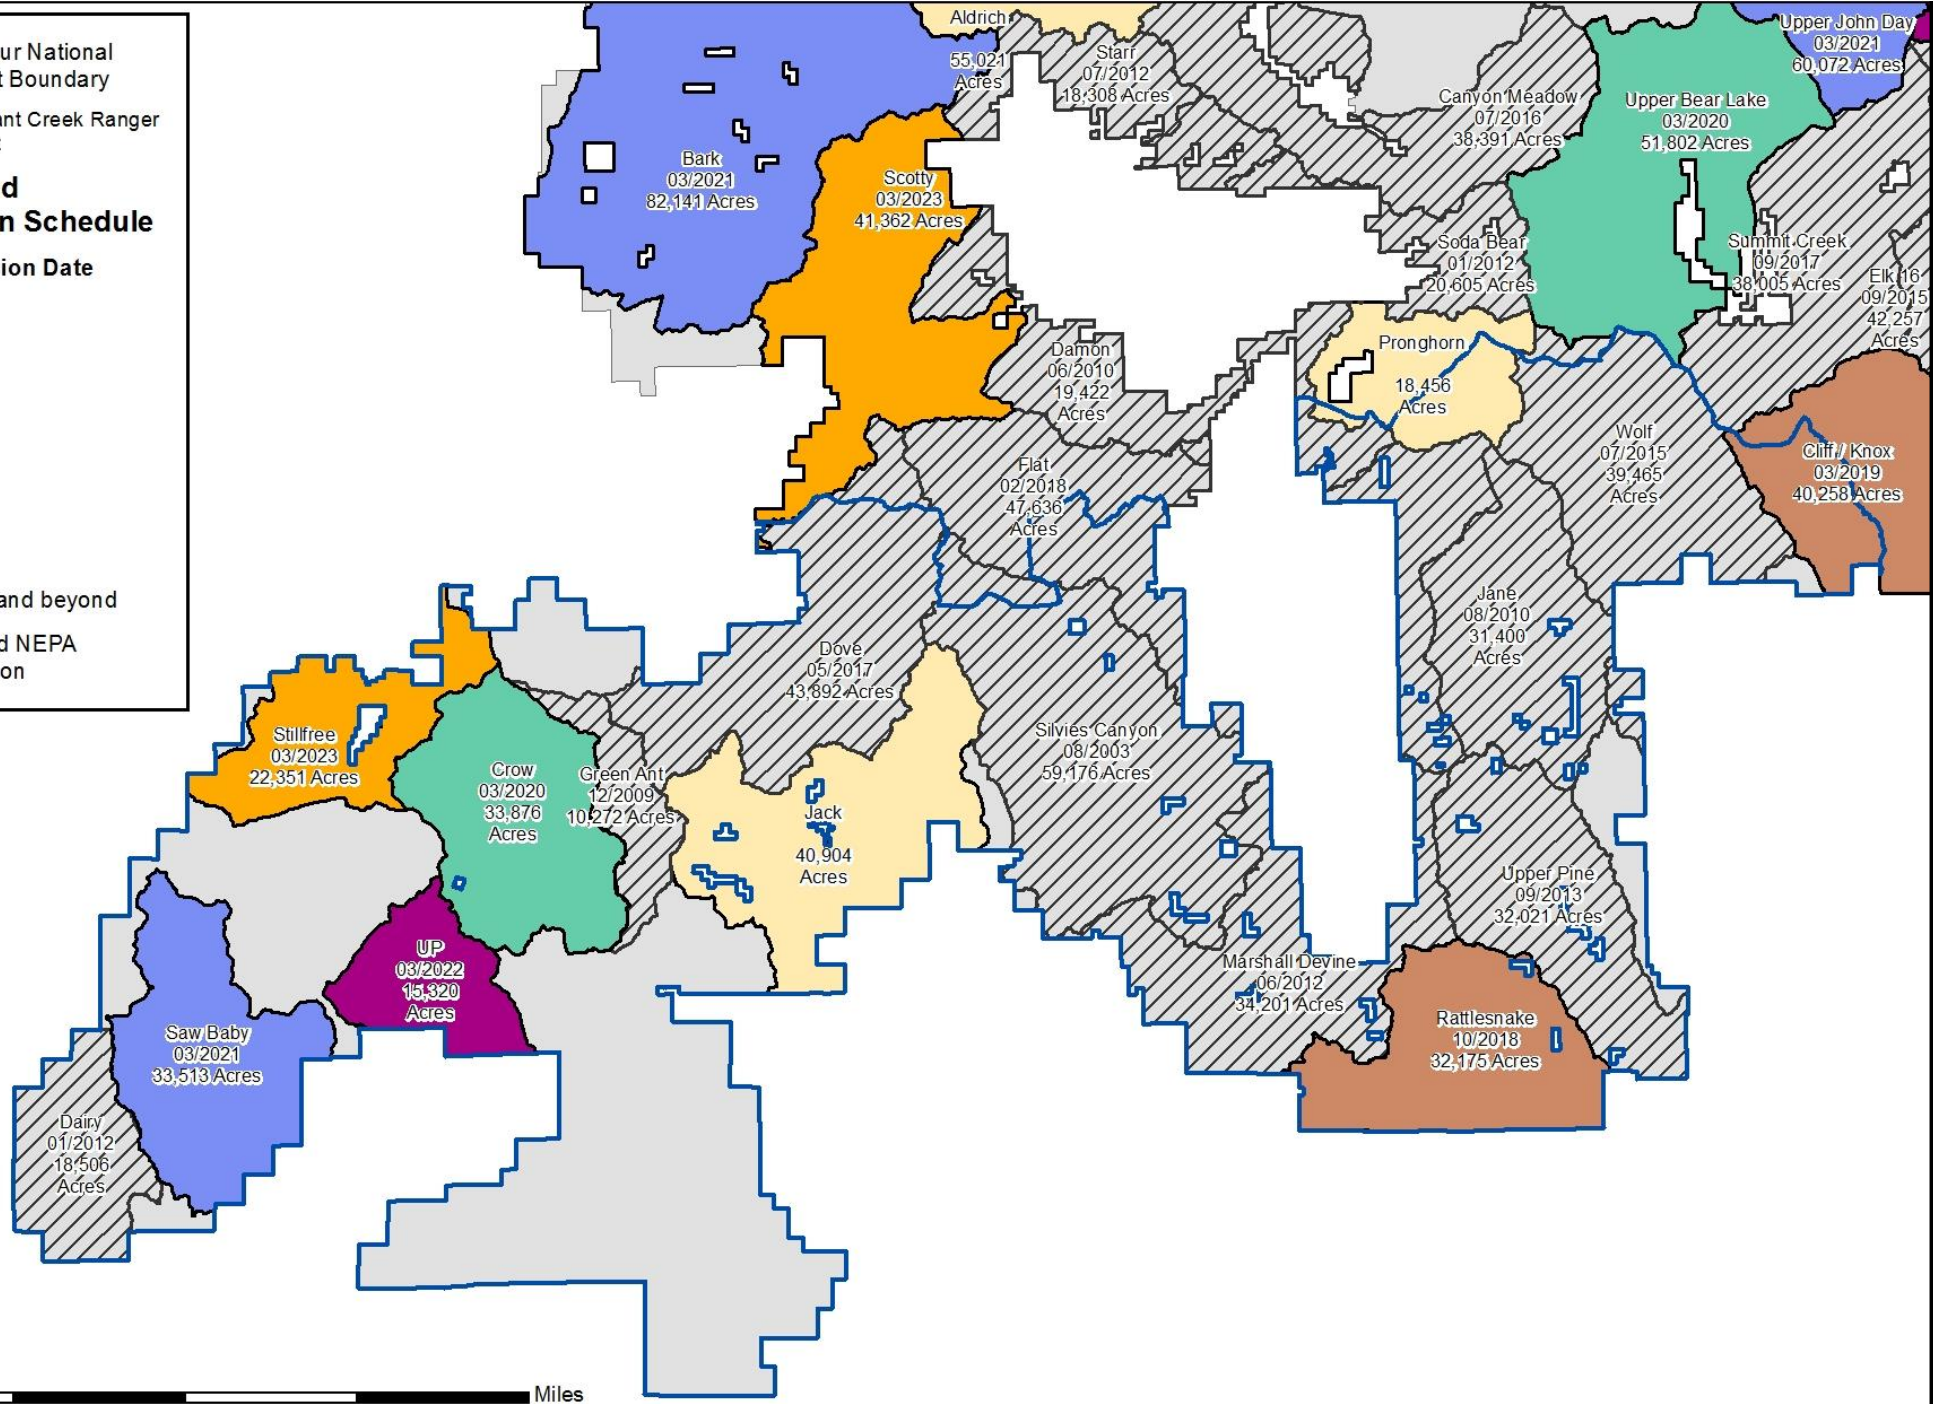 ur National
t Boundary
ant Creek Ranger
d
n Schedule
ion Date
and beyond
d NEPA
on
Miles
Aldrich
55,021
Acres
Starr
07/2012
18,308 Acres
Canyon Meadow
07/2016
38,391 Acres
Upper Bear Lake
03/2020
51,802 Acres
Upper John Day
03/2021
60,072 Acres
Bark
03/2021
82,141 Acres
Scotty
03/2023
41,362 Acres
Soda Bear
01/2012
20,605 Acres
Summit Creek
09/2017
38,005 Acres
Elk 16
09/2015
42,257
Acres
Damon
06/2010
19,422
Acres
Pronghorn
18,456
Acres
Wolf
07/2015
39,465
Acres
Cliff / Knox
03/2019
40,258 Acres
Flat
02/2018
47,636
Acres
Jane
08/2010
31,400
Acres
Dove
05/2017
43,892 Acres
Stillfree
03/2023
22,351 Acres
Crow
03/2020
33,876
Acres
Green Ant
12/2009
10,272 Acres
Jack
40,904
Acres
Silvies Canyon
08/2003
59,176 Acres
Upper Pine
09/2013
32,021 Acres
UP
03/2022
15,320
Acres
Marshall Devine
06/2012
34,201 Acres
Rattlesnake
10/2018
32,175 Acres
Saw Baby
03/2021
33,513 Acres
Dairy
01/2012
18,506
Acres